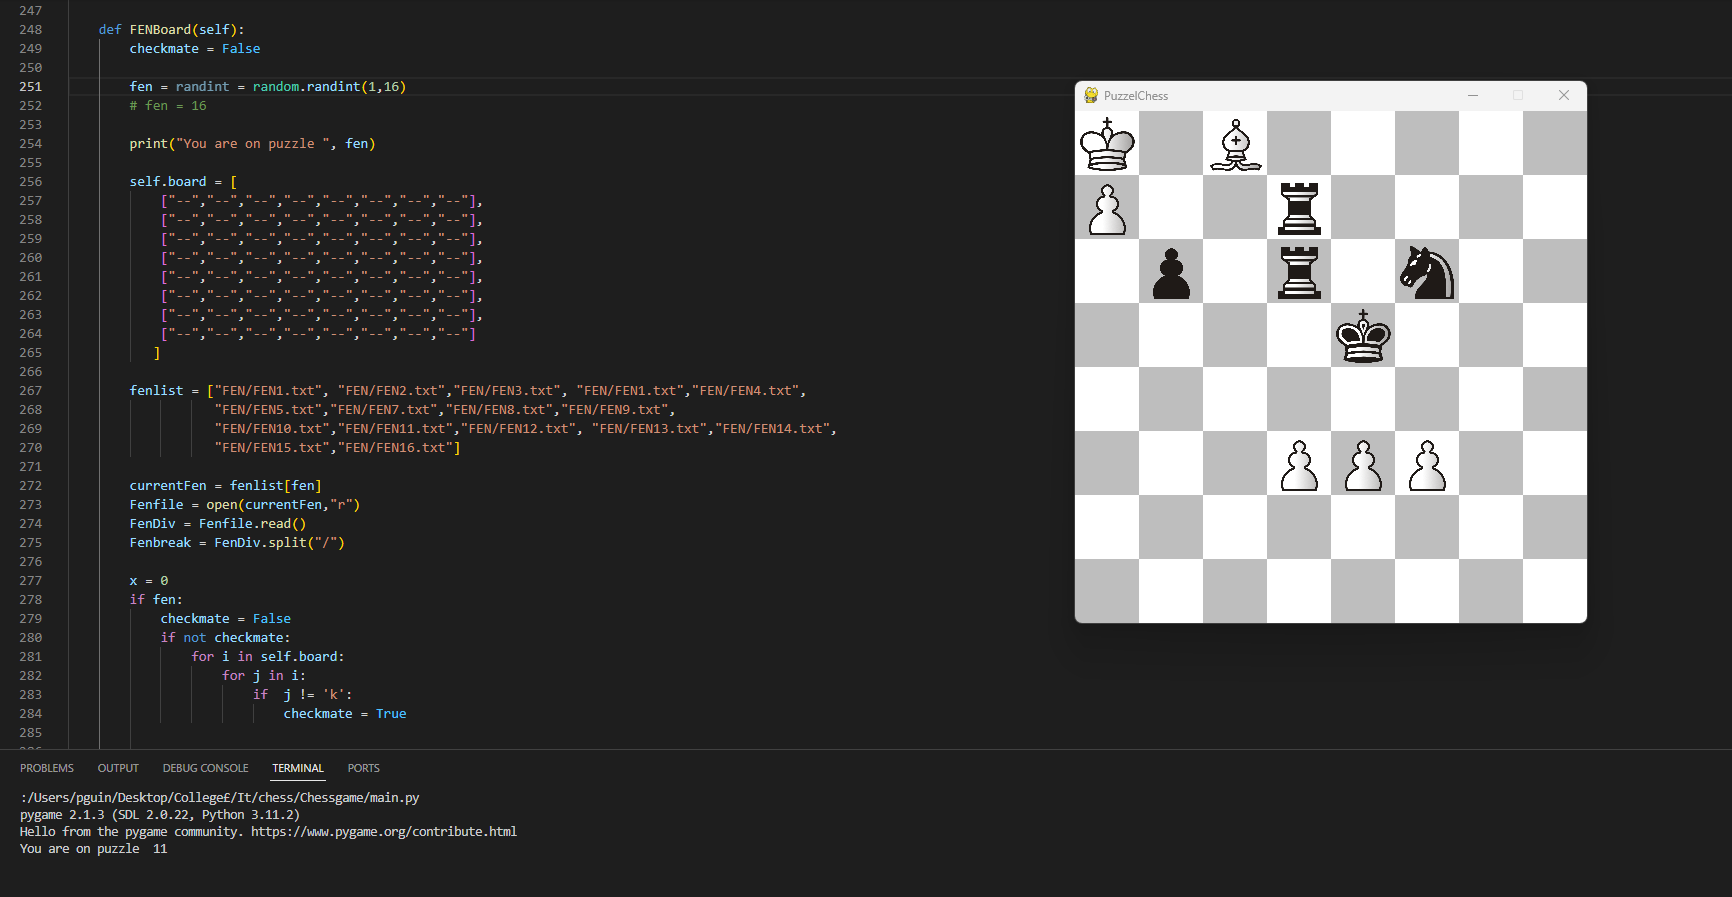 247
248 def FENBoard(self):
249 checkmate = False
250
251 fen = randint = random.randint(1,16)
252 # fen = 16
253
254 print("You are on puzzle ", fen)
255
256 self.board = [
257 ["--","--","--","--","--","--","--","--"],
258 ["--","--","--","--","--","--","--","--"],
259 ["--","--","--","--","--","--","--","--"],
260 ["--","--","--","--","--","--","--","--"],
261 ["--","--","--","--","--","--","--","--"],
262 ["--","--","--","--","--","--","--","--"],
263 ["--","--","--","--","--","--","--","--"],
264 ["--","--","--","--","--","--","--","--"]
265 ]
266
267 fenlist = ["FEN/FEN1.txt", "FEN/FEN2.txt","FEN/FEN3.txt", "FEN/FEN1.txt","FEN/FEN4.txt",
268 "FEN/FEN5.txt","FEN/FEN7.txt","FEN/FEN8.txt","FEN/FEN9.txt",
269 "FEN/FEN10.txt","FEN/FEN11.txt","FEN/FEN12.txt", "FEN/FEN13.txt","FEN/FEN14.txt",
270 "FEN/FEN15.txt","FEN/FEN16.txt"]
271
272 currentFen = fenlist[fen]
273 Fenfile = open(currentFen,"r")
274 FenDiv = Fenfile.read()
275 Fenbreak = FenDiv.split("/")
276
277 x = 0
278 if fen:
279 checkmate = False
280 if not checkmate:
281 for i in self.board:
282 for j in i:
283 if  j != 'k':
284 checkmate = True
285
PuzzelChess
PROBLEMS OUTPUT DEBUG CONSOLE TERMINAL PORTS
:/Users/pguin/Desktop/College£/It/chess/Chessgame/main.py
pygame 2.1.3 (SDL 2.0.22, Python 3.11.2)
Hello from the pygame community. https://www.pygame.org/contribute.html
You are on puzzle  11